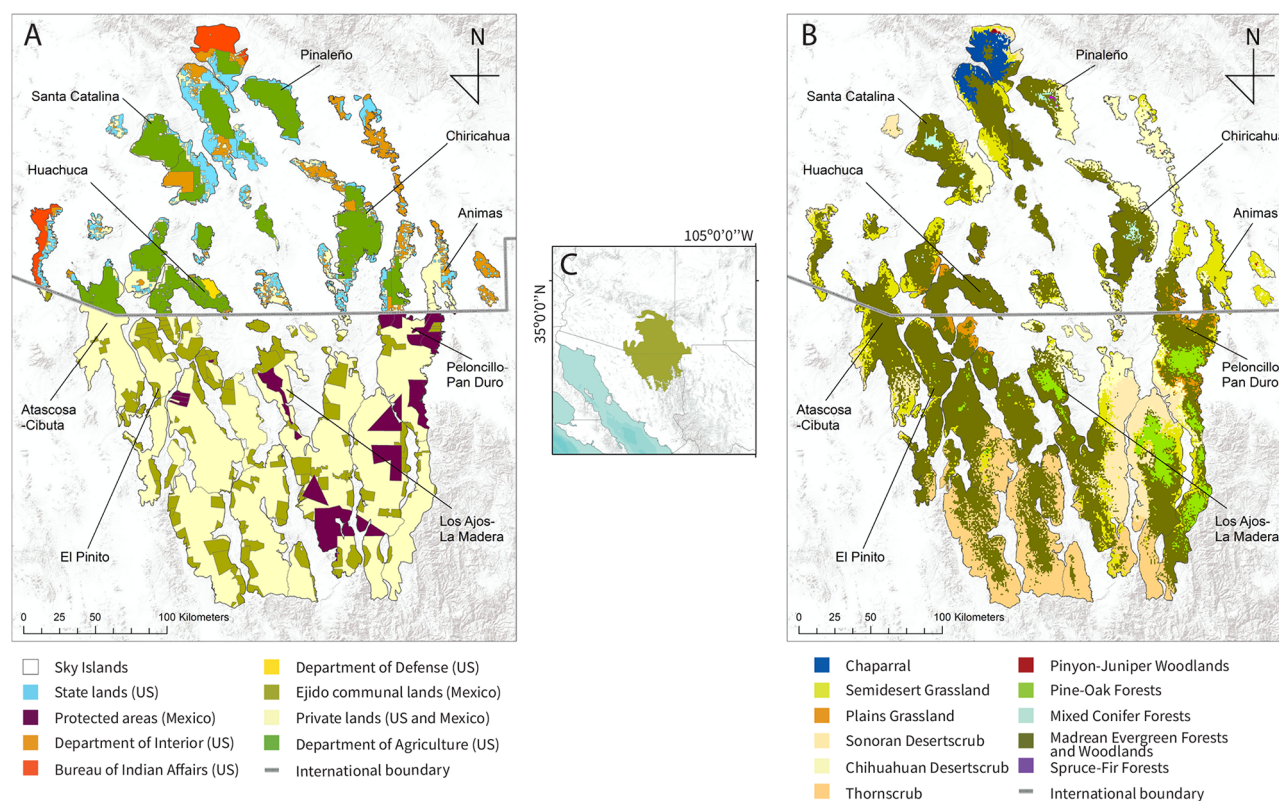 A
N
Pinaleño
Santa Catalina
Chiricahua
Huachuca
Animas
Peloncillo-
Pan Duro
Atascosa
-Cibuta
Los Ajos-
La Madera
El Pinito
0 25 50 100 Kilometers
Sky Islands
State lands (US)
Protected areas (Mexico)
Department of Interior (US)
Bureau of Indian Affairs (US)
Department of Defense (US)
Ejido communal lands (Mexico)
Private lands (US and Mexico)
Department of Agriculture (US)
International boundary
105°0'0''W
C
35°0'0''N
B
N
Pinaleño
Santa Catalina
Chiricahua
Huachuca
Animas
Peloncillo-
Pan Duro
Atascosa
-Cibuta
Los Ajos-
La Madera
El Pinito
0 25 50 100 Kilometers
Chaparral
Semidesert Grassland
Plains Grassland
Sonoran Desertscrub
Chihuahuan Desertscrub
Thornscrub
Pinyon-Juniper Woodlands
Pine-Oak Forests
Mixed Conifer Forests
Madrean Evergreen Forests
and Woodlands
Spruce-Fir Forests
International boundary